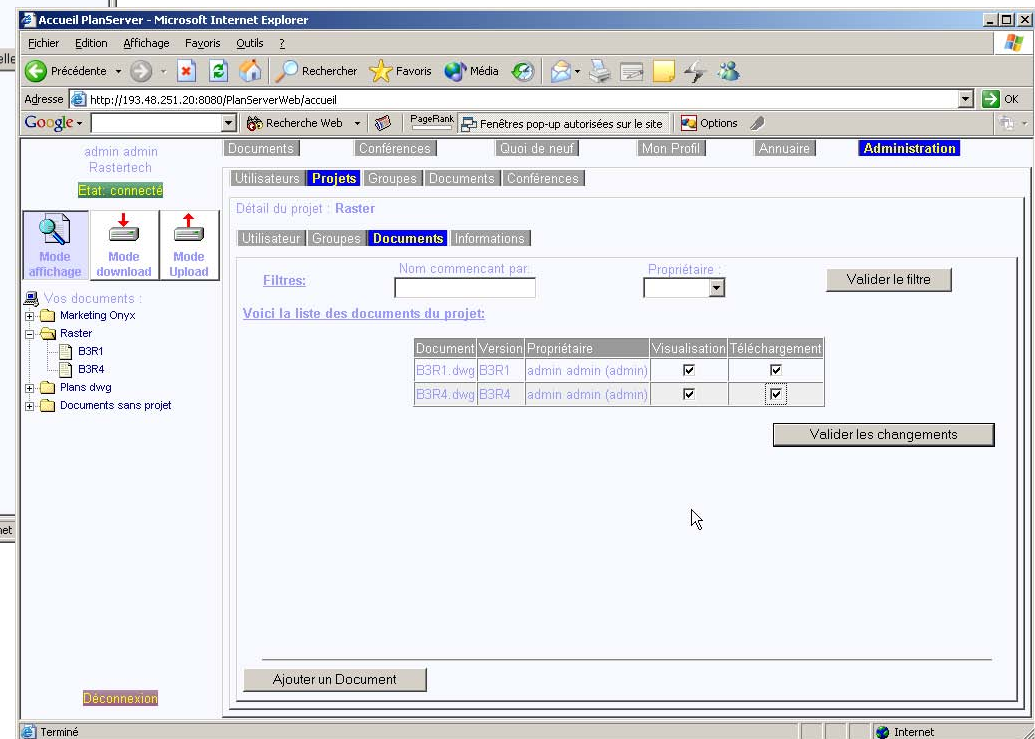 Accueil PlanServer - Microsoft Internet Explorer
Fichier Edition Affichage Favoris Outils ?
Précédente Rechercher Favoris Média
Adresse http://193.48.251.20:8080/PlanServerWeb/accueil OK
Google Recherche Web PageRank Fenêtres pop-up autorisées sur le site Options
admin admin
Rastertech
Etat: connecté
Mode affichage Mode download Mode Upload
Vos documents :
Marketing Onyx
Raster
B3R1
B3R4
Plans dwg
Documents sans projet
Déconnexion
Documents Conférences Quoi de neuf Mon Profil Annuaire Administration
Utilisateurs Projets Groupes Documents Conférences
Détail du projet : Raster
Utilisateur Groupes Documents Informations
Filtres: Nom commencant par: Propriétaire : Valider le filtre
Voici la liste des documents du projet:
Document Version Propriétaire Visualisation Téléchargement
B3R1.dwg B3R1 admin admin (admin)
B3R4.dwg B3R4 admin admin (admin)
Valider les changements
Ajouter un Document
Terminé Internet